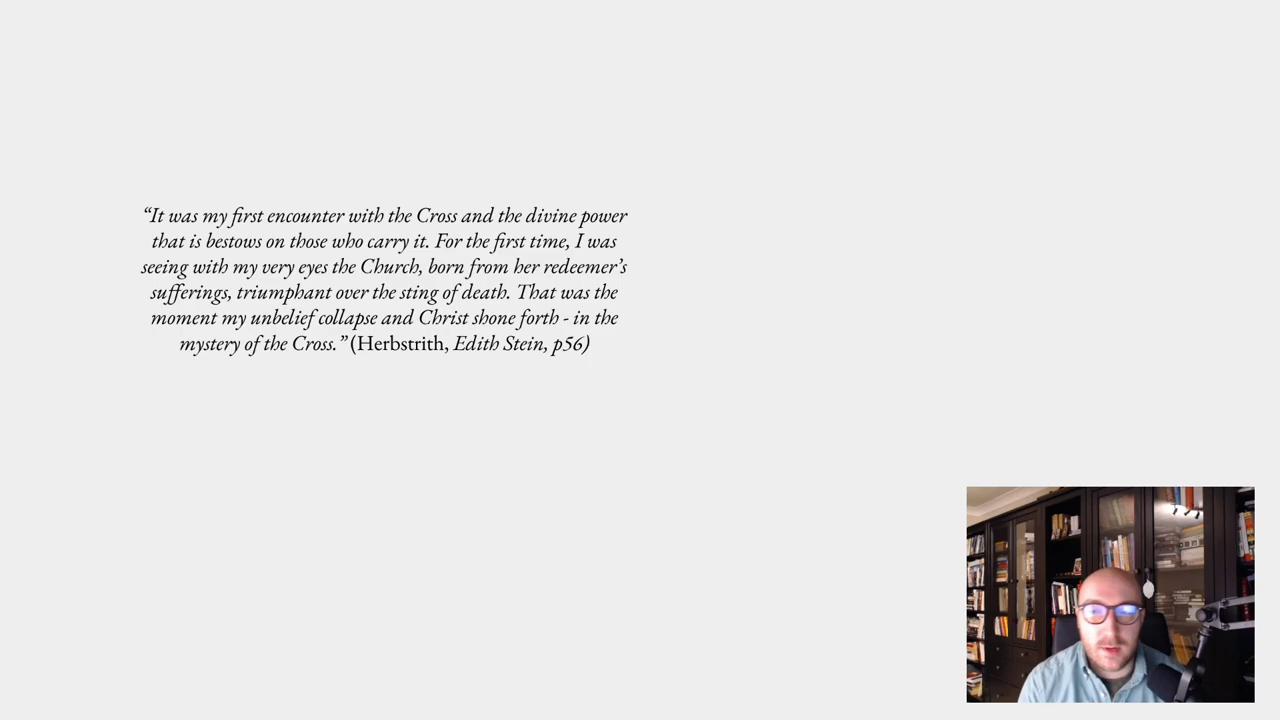 “It was my first encounter with the Cross and the divine power
that is bestows on those who carry it. For the first time, I was
seeing with my very eyes the Church, born from her redeemer’s
sufferings, triumphant over the sting of death. That was the
moment my unbelief collapse and Christ shone forth - in the
mystery of the Cross.” (Herbstrith, Edith Stein, p56)